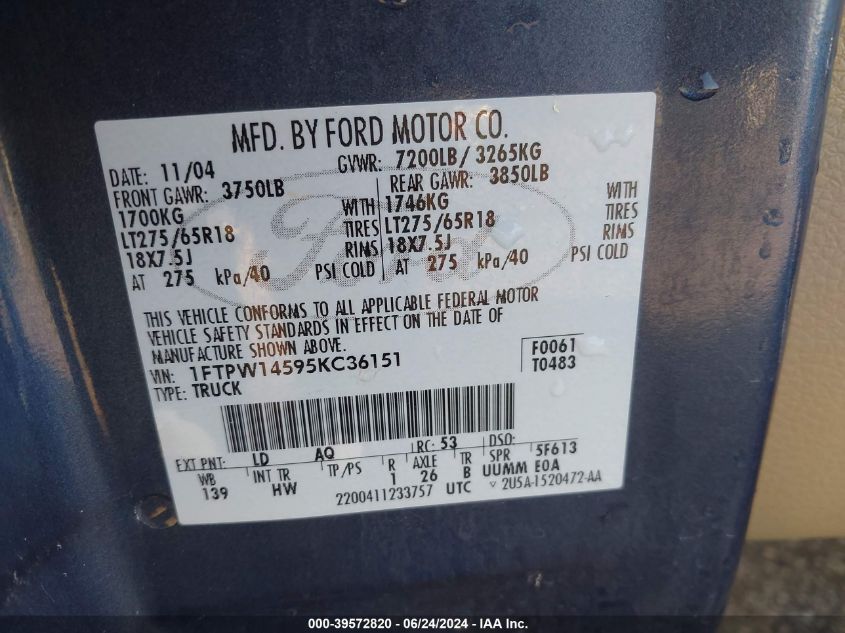 MFD. BY FORD MOTOR CO.
DATE: 11/04 GVWR: 7200LB/ 3265KG
FRONT GAWR: 3750LB REAR GAWR: 3850LB
1700KG WITH 1746KG WITH
LT275/65R18 TIRES LT275/65R18 TIRES
18X7.5J RIMS 18X7.5J RIMS
AT 275 kPa/40 PSI COLD AT 275 kPa/40 PSI COLD
Ford
THIS VEHICLE CONFORMS TO ALL APPLICABLE FEDERAL MOTOR
VEHICLE SAFETY STANDARDS IN EFFECT ON THE DATE OF
MANUFACTURE SHOWN ABOVE.
VIN: 1FTPW14595KC36151 F0061
TYPE: TRUCK T0483
EXT PNT: LD AQ RC: 53 DSO:
WB INT TR TP/PS R AXLE TR SPR 5F613
139 HW 1 26 B UUMM E0A
2200411233757 UTC ▽ 2U5A-1520472-AA
000-39572820 - 06/24/2024 - IAA Inc.